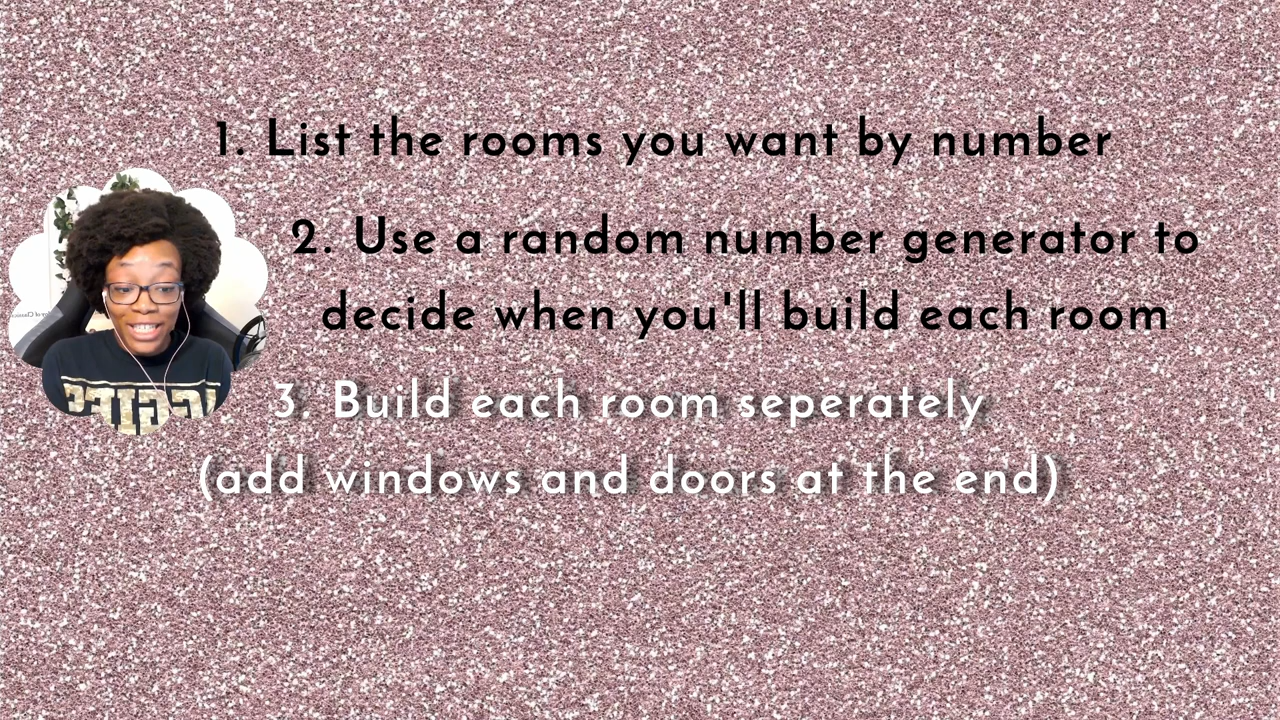 1. List the rooms you want by number
2. Use a random number generator to
decide when you'll build each room
3. Build each room seperately
(add windows and doors at the end)